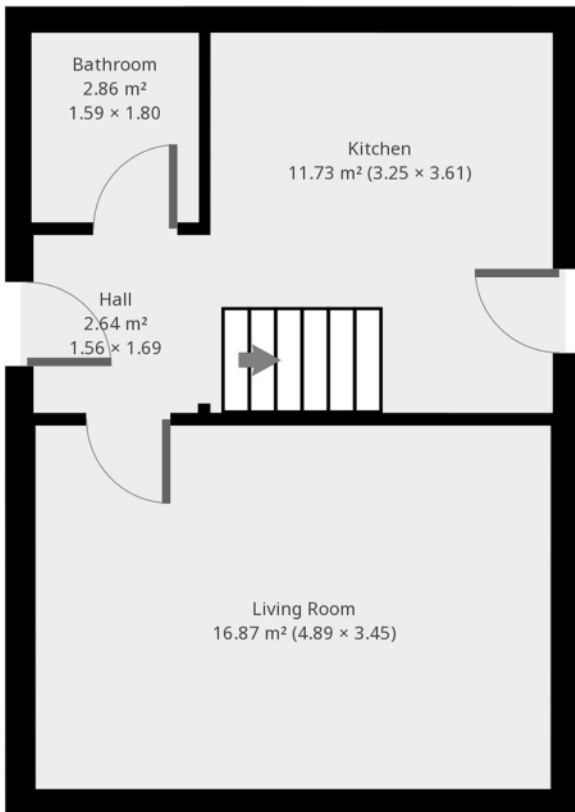 Bathroom
2.86 m²
1.59 × 1.80
Kitchen
11.73 m² (3.25 × 3.61)
Hall
2.64 m²
1.56 × 1.69
Living Room
16.87 m² (4.89 × 3.45)